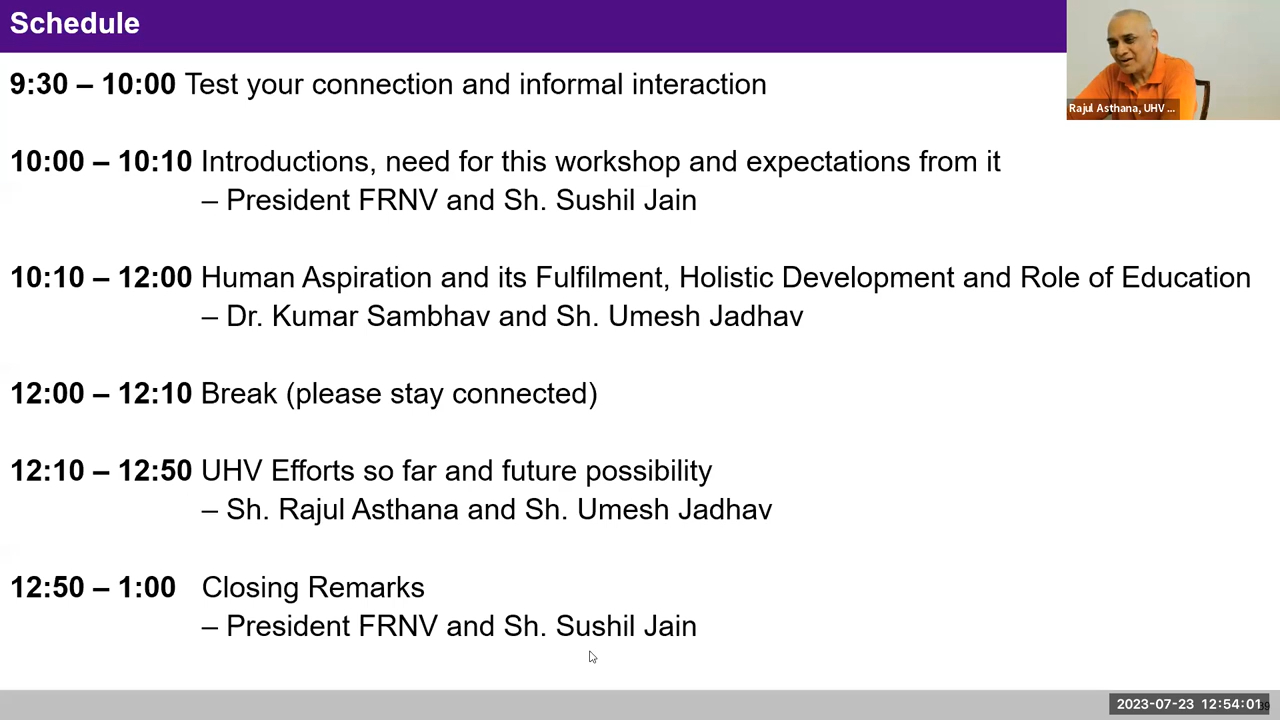 Schedule
Rajul Asthana, UHV ...
9:30 – 10:00 Test your connection and informal interaction
10:00 – 10:10 Introductions, need for this workshop and expectations from it
– President FRNV and Sh. Sushil Jain
10:10 – 12:00 Human Aspiration and its Fulfilment, Holistic Development and Role of Education
– Dr. Kumar Sambhav and Sh. Umesh Jadhav
12:00 – 12:10 Break (please stay connected)
12:10 – 12:50 UHV Efforts so far and future possibility
– Sh. Rajul Asthana and Sh. Umesh Jadhav
12:50 – 1:00 Closing Remarks
– President FRNV and Sh. Sushil Jain
2023-07-23 12:54:01